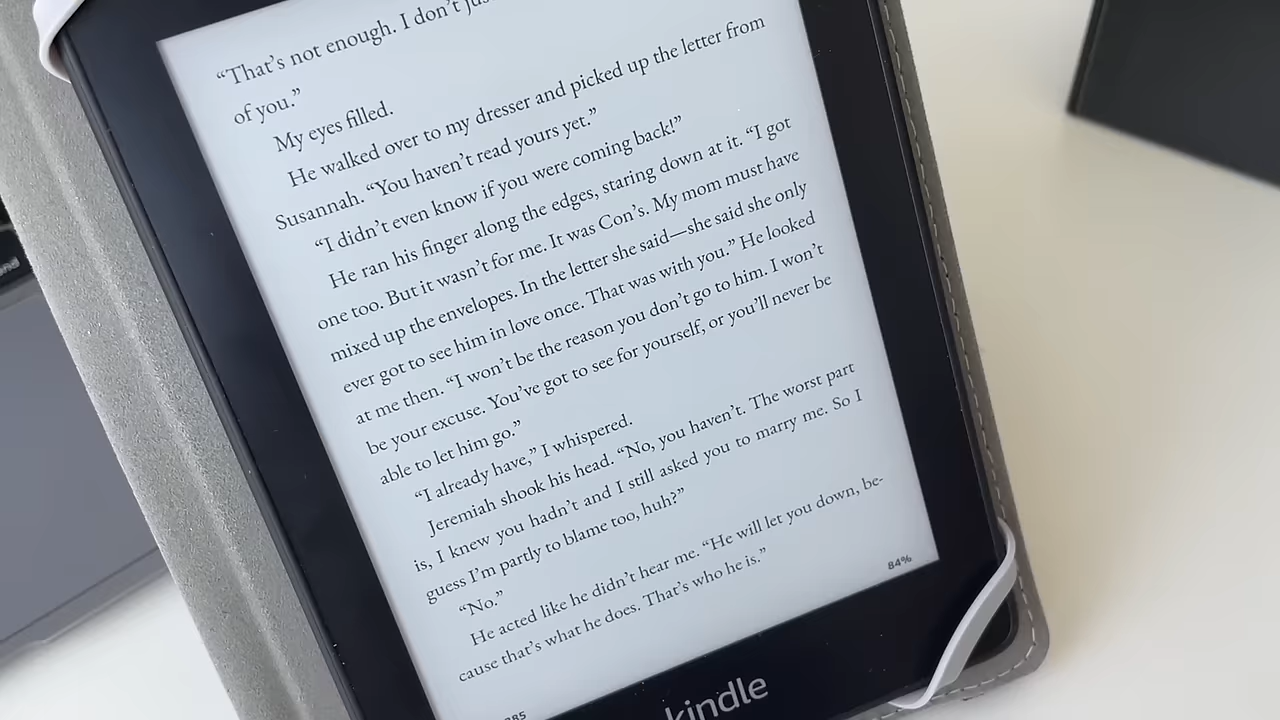 “That’s not enough. I don’t
of you.”
My eyes filled.
He walked over to my dresser and picked up the letter from
Susannah. “You haven’t read yours yet.”
“I didn’t even know if you were coming back!”
He ran his finger along the edges, staring down at it. “I got
one too. But it wasn’t for me. It was Con’s. My mom must have
mixed up the envelopes. In the letter she said—she said she only
ever got to see him in love once. That was with you.” He looked
at me then. “I won’t be the reason you don’t go to him. I won’t
be your excuse. You’ve got to see for yourself, or you’ll never be
able to let him go.”
“I already have,” I whispered.
Jeremiah shook his head. “No, you haven’t. The worst part
is, I knew you hadn’t and I still asked you to marry me. So I
guess I’m partly to blame too, huh?”
“No.”
He acted like he didn’t hear me. “He will let you down, be-
cause that’s what he does. That’s who he is.”
84%
kindle